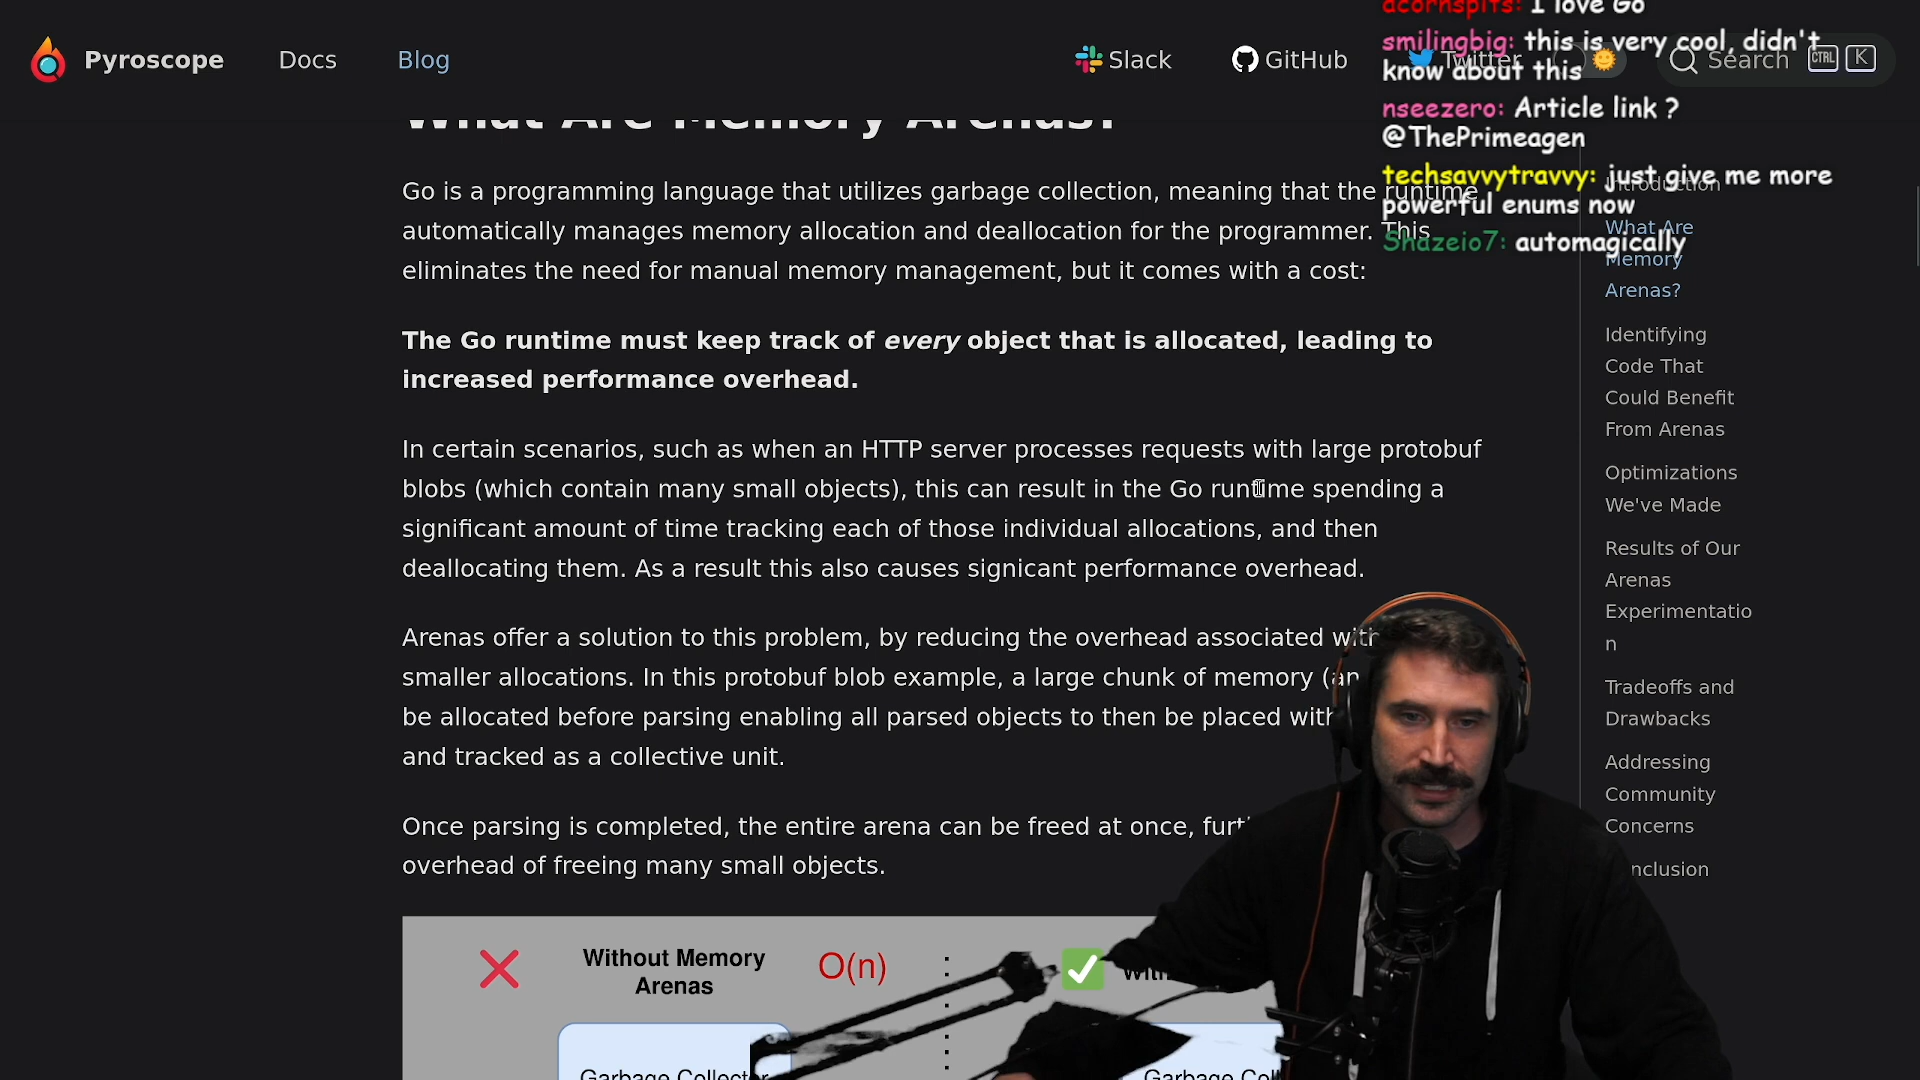 Pyroscope
Docs
Blog
Slack
GitHub
Twitter
Search
CTRL
K
acornspits: I love Go
smilingbig: this is very cool, didn't
know about this
nseezero: Article link ?
@ThePrimeagen
techsavvytravvy: just give me more
powerful enums now
Shazeio7: automagically
What Are Memory Arenas?
Go is a programming language that utilizes garbage collection, meaning that the runtime
automatically manages memory allocation and deallocation for the programmer. This
eliminates the need for manual memory management, but it comes with a cost:
The Go runtime must keep track of every object that is allocated, leading to
increased performance overhead.
In certain scenarios, such as when an HTTP server processes requests with large protobuf
blobs (which contain many small objects), this can result in the Go runtime spending a
significant amount of time tracking each of those individual allocations, and then
deallocating them. As a result this also causes signicant performance overhead.
Arenas offer a solution to this problem, by reducing the overhead associated with
smaller allocations. In this protobuf blob example, a large chunk of memory (an
be allocated before parsing enabling all parsed objects to then be placed with
and tracked as a collective unit.
Once parsing is completed, the entire arena can be freed at once,
overhead of freeing many small objects.
Without Memory
Arenas
O(n)
Garbage Collector
Garbage
Introduction
What Are
Memory
Arenas?
Identifying
Code That
Could Benefit
From Arenas
Optimizations
We've Made
Results of Our
Arenas
Experimentatio
n
Tradeoffs and
Drawbacks
Addressing
Community
Concerns
nclusion